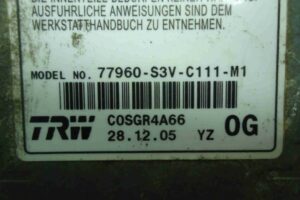 AUSFÜHRLICHE ANWEISUNGEN SIND DEM
WERKSTATTHANDBUCH ZU ENTNEHMEN.
MODEL NO. 77960-S3V-C111-M1
TRW
C0SGR4A66
28.12.05 YZ
0G